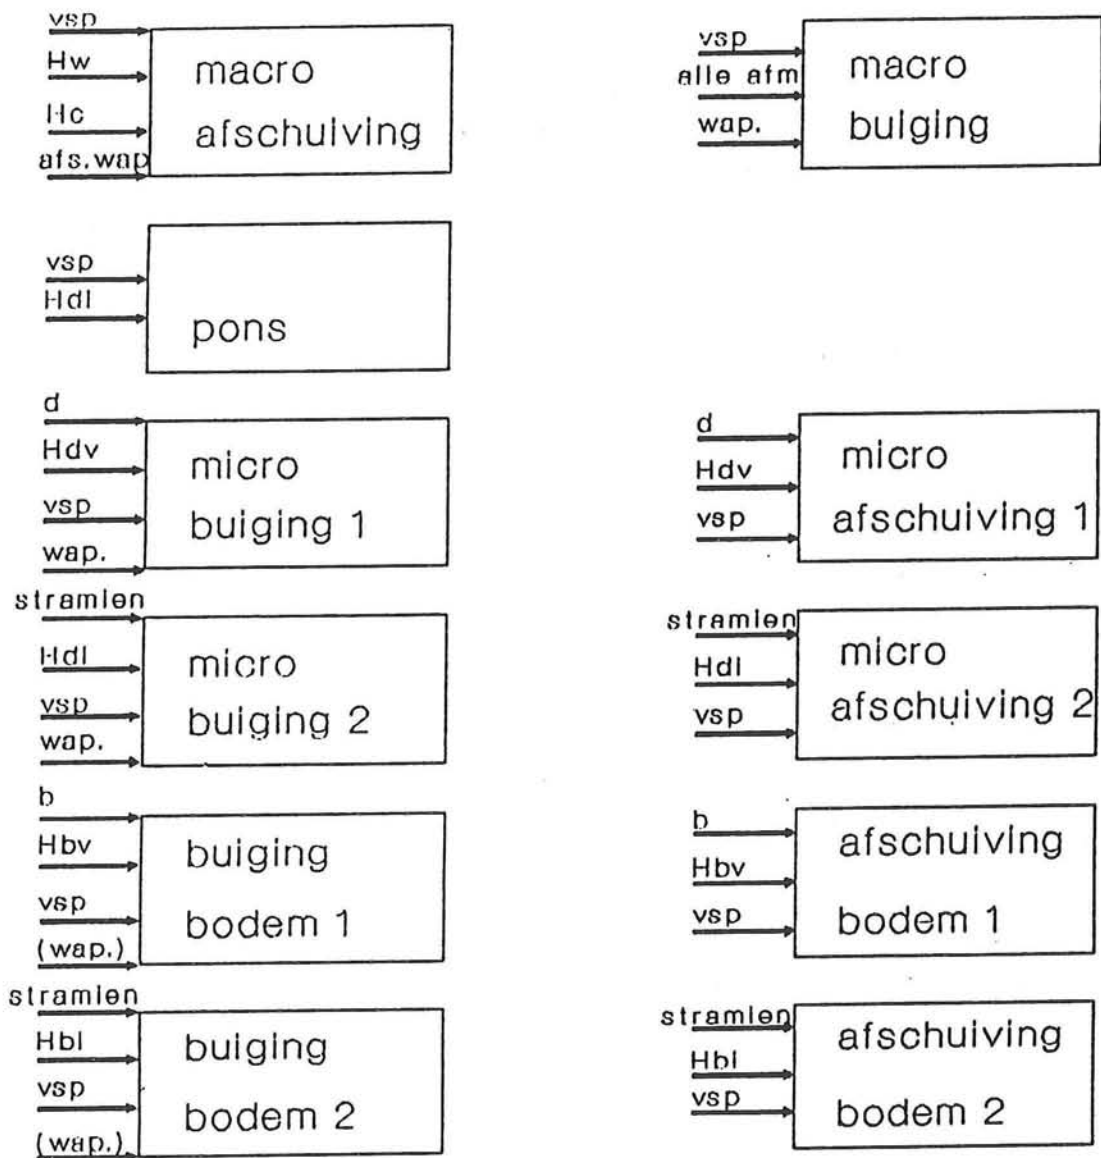 vsp
Hw
Hc
afs.wap
macro
afschuiving
vsp
alle afm
wap.
macro
buiging
vsp
Hdl
pons
d
Hdv
vsp
wap.
micro
buiging 1
d
Hdv
vsp
micro
afschuiving 1
stramien
Hdl
vsp
wap.
micro
buiging 2
stramien
Hdl
vsp
micro
afschuiving 2
b
Hbv
vsp
(wap.)
buiging
bodem 1
b
Hbv
vsp
afschuiving
bodem 1
stramien
Hbl
vsp
(wap.)
buiging
bodem 2
stramien
Hbl
vsp
afschuiving
bodem 2